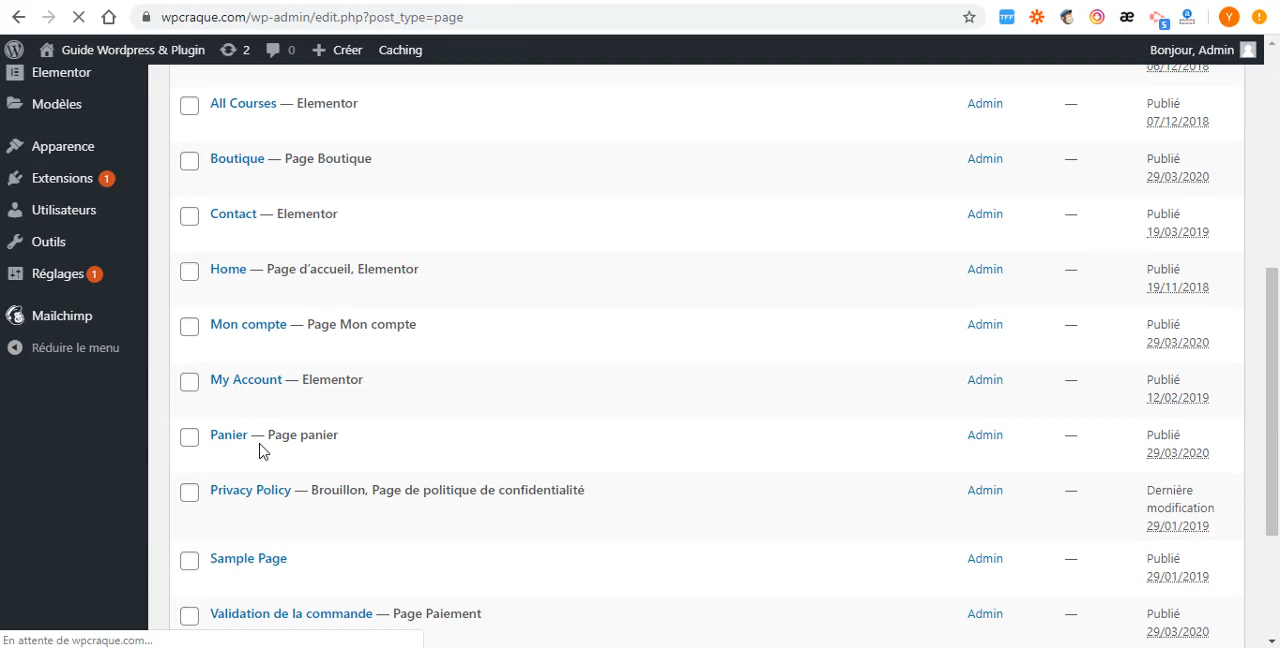 wpcraque.com/wp-admin/edit.php?post_type=page
Guide Wordpress & Plugin 2 0 Créer Caching Bonjour, Admin
Elementor
Modèles
Apparence
Extensions 1
Utilisateurs
Outils
Réglages 1
Mailchimp
Réduire le menu
06/12/2018
All Courses — Elementor Admin — Publié
07/12/2018
Boutique — Page Boutique Admin — Publié
29/03/2020
Contact — Elementor Admin — Publié
19/03/2019
Home — Page d’accueil, Elementor Admin — Publié
19/11/2018
Mon compte — Page Mon compte Admin — Publié
29/03/2020
My Account — Elementor Admin — Publié
12/02/2019
Panier — Page panier Admin — Publié
29/03/2020
Privacy Policy — Brouillon, Page de politique de confidentialité Admin — Dernière
modification
29/01/2019
Sample Page Admin — Publié
29/01/2019
Validation de la commande — Page Paiement Admin — Publié
29/03/2020
En attente de wpcraque.com...